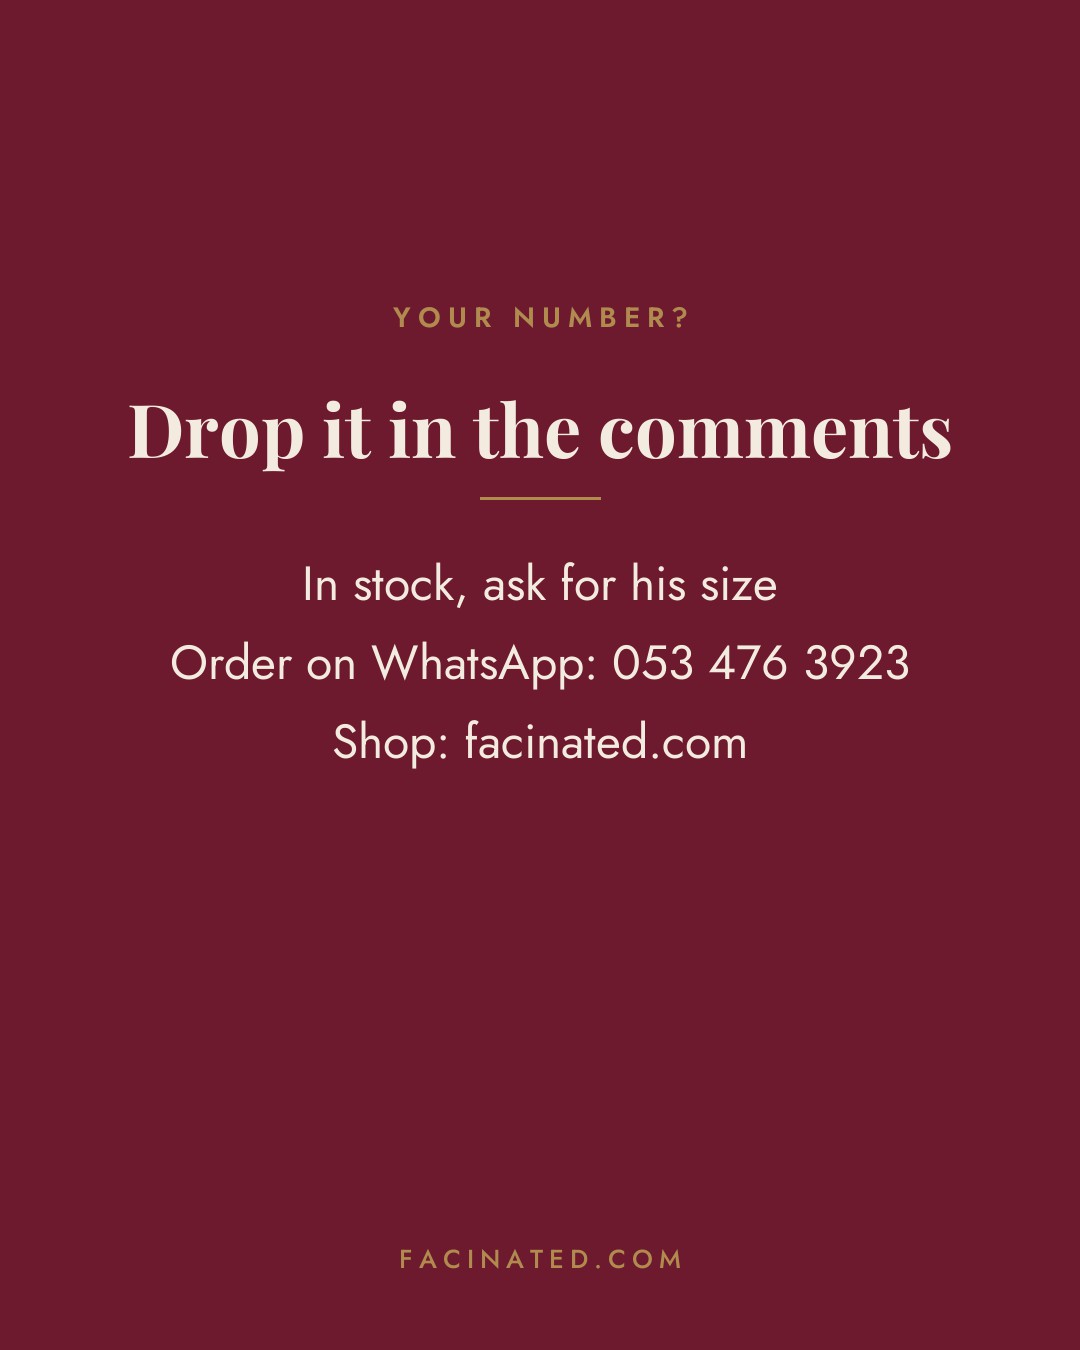 YOUR NUMBER?
Drop it in the comments
In stock, ask for his size
Order on WhatsApp: 053 476 3923
Shop: facinated.com
FACINATED.COM